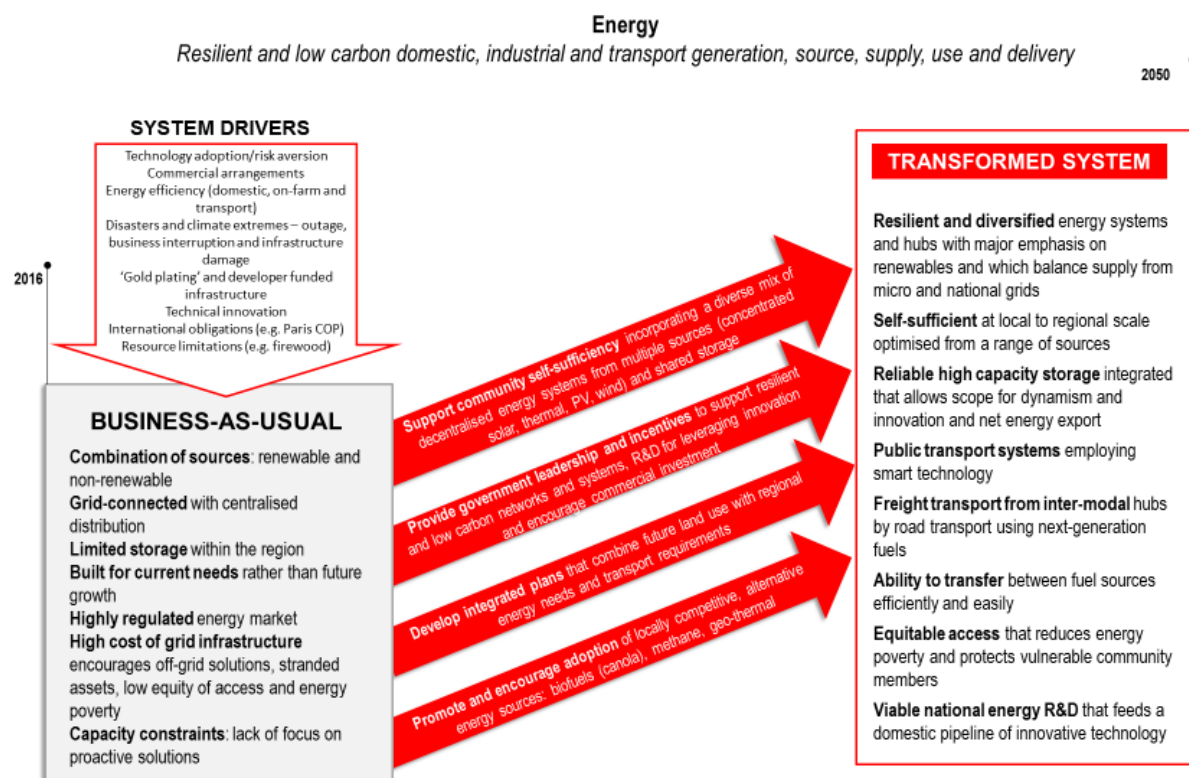 Energy
Resilient and low carbon domestic, industrial and transport generation, source, supply, use and delivery
2050
SYSTEM DRIVERS
Technology adoption/risk aversion
Commercial arrangements
Energy efficiency (domestic, on-farm and
transport)
Disasters and climate extremes – outage,
business interruption and infrastructure
damage
‘Gold plating’ and developer funded
infrastructure
Technical innovation
International obligations (e.g. Paris COP)
Resource limitations (e.g. firewood)
2016
BUSINESS-AS-USUAL
Combination of sources: renewable and
non-renewable
Grid-connected with centralised
distribution
Limited storage within the region
Built for current needs rather than future
growth
Highly regulated energy market
High cost of grid infrastructure
encourages off-grid solutions, stranded
assets, low equity of access and energy
poverty
Capacity constraints: lack of focus on
proactive solutions
Support community self-sufficiency incorporating a diverse mix of
decentralised energy systems from multiple sources (concentrated
solar, thermal, PV, wind) and shared storage
Provide government leadership and incentives to support resilient
and low carbon networks and systems, R&D for leveraging innovation
and encourage commercial investment
Develop integrated plans that combine future land use with regional
energy needs and transport requirements
Promote and encourage adoption of locally competitive, alternative
energy sources: biofuels (canola), methane, geo-thermal
TRANSFORMED SYSTEM
Resilient and diversified energy systems
and hubs with major emphasis on
renewables and which balance supply from
micro and national grids
Self-sufficient at local to regional scale
optimised from a range of sources
Reliable high capacity storage integrated
that allows scope for dynamism and
innovation and net energy export
Public transport systems employing
smart technology
Freight transport from inter-modal hubs
by road transport using next-generation
fuels
Ability to transfer between fuel sources
efficiently and easily
Equitable access that reduces energy
poverty and protects vulnerable community
members
Viable national energy R&D that feeds a
domestic pipeline of innovative technology